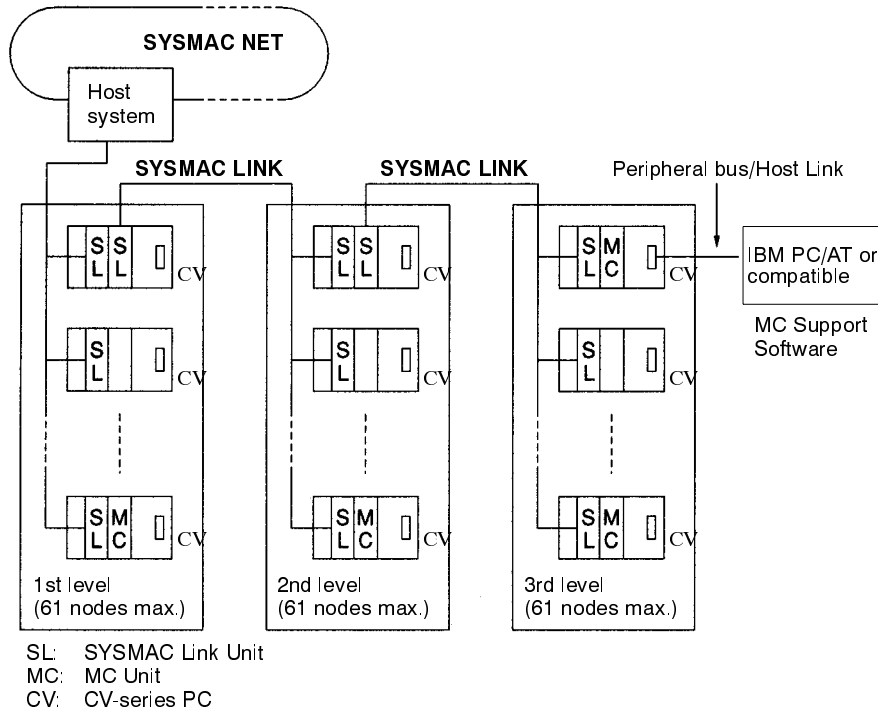 SYSMAC NET
Host
system
SYSMAC LINK
SYSMAC LINK
Peripheral bus/Host Link
S S
L L
CV
S S
L L
CV
S M
L C
CV
IBM PC/AT or
compatible
MC Support
Software
S
L
CV
S
L
CV
S
L
CV
S M
L C
CV
S M
L C
CV
S M
L C
CV
1st level
(61 nodes max.)
2nd level
(61 nodes max.)
3rd level
(61 nodes max.)
SL: SYSMAC Link Unit
MC: MC Unit
CV: CV-series PC